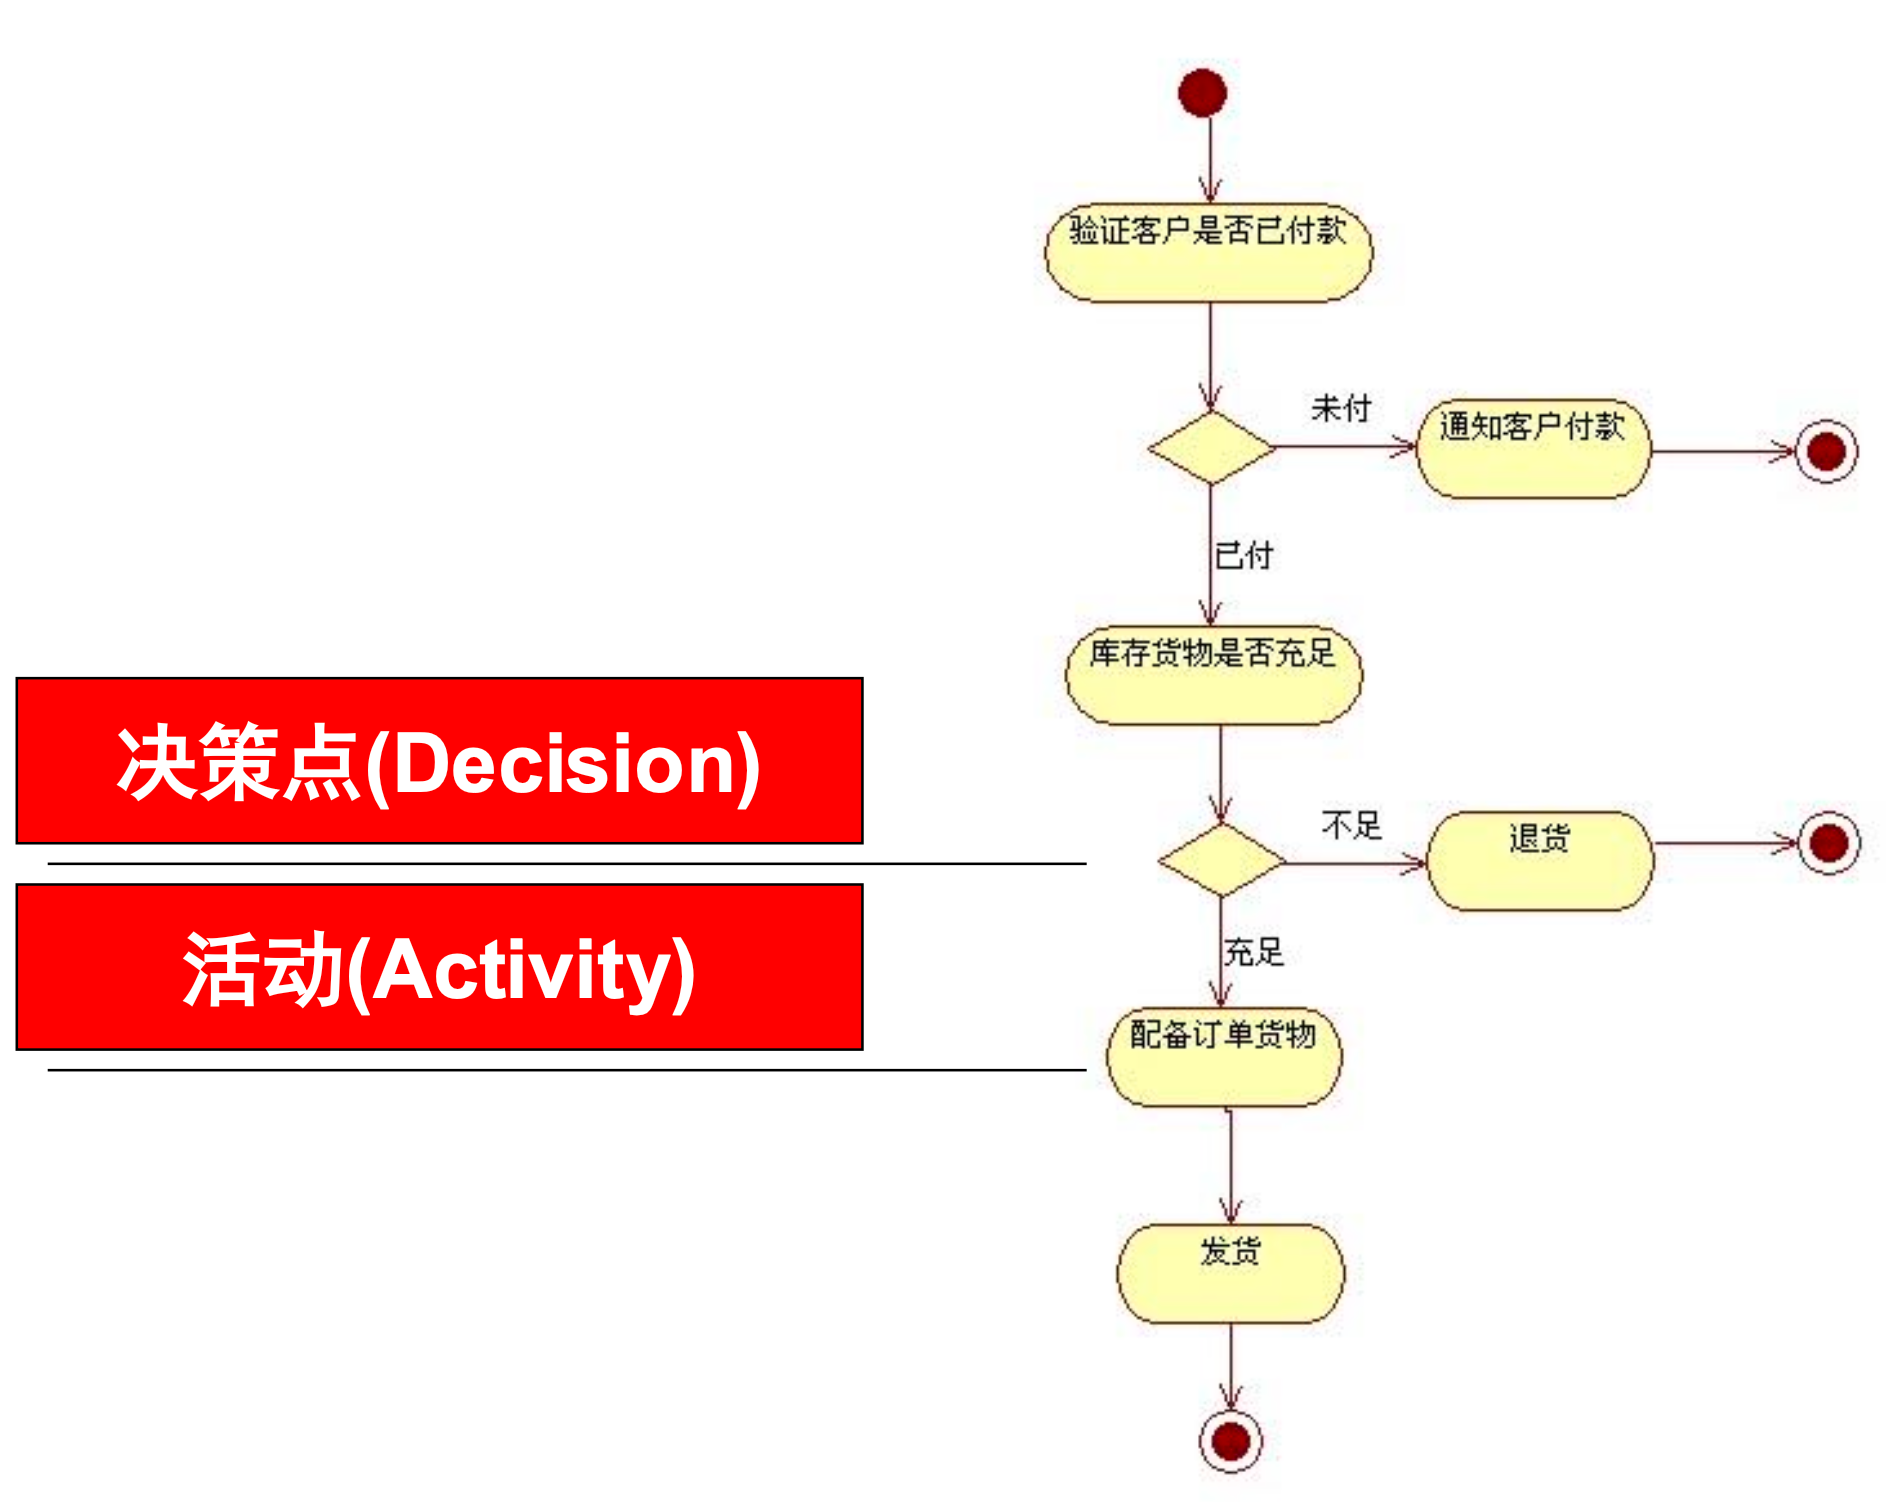 验证客户是否已付款
未付
通知客户付款
已付
库存货物是否充足
决策点(Decision)
不足
退货
活动(Activity)
充足
配备订单货物
发货